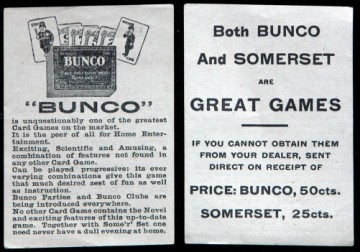 BUNCO
"BUNCO"
is unquestionably one of the greatest
Card Games on the market.
It is the peer of all for Home Enter-
tainment.
Exciting, Scientific and Amusing, a
combination of features not found in
any other Card Game.
Can be played progressive: its ever
varying combinations give this game
that much desired zest of fun as well
as instruction.
Bunco Parties and Bunco Clubs are
being introduced everywhere.
No other Card Game contains the Novel
and exciting features of this up-to-date
game. Together with Some'r' Set One
need never have a dull evening at home.
Both BUNCO
And SOMERSET
ARE
GREAT GAMES
IF YOU CANNOT OBTAIN THEM
FROM YOUR DEALER, SENT
DIRECT ON RECEIPT OF
PRICE: BUNCO, 50cts.
SOMERSET, 25cts.